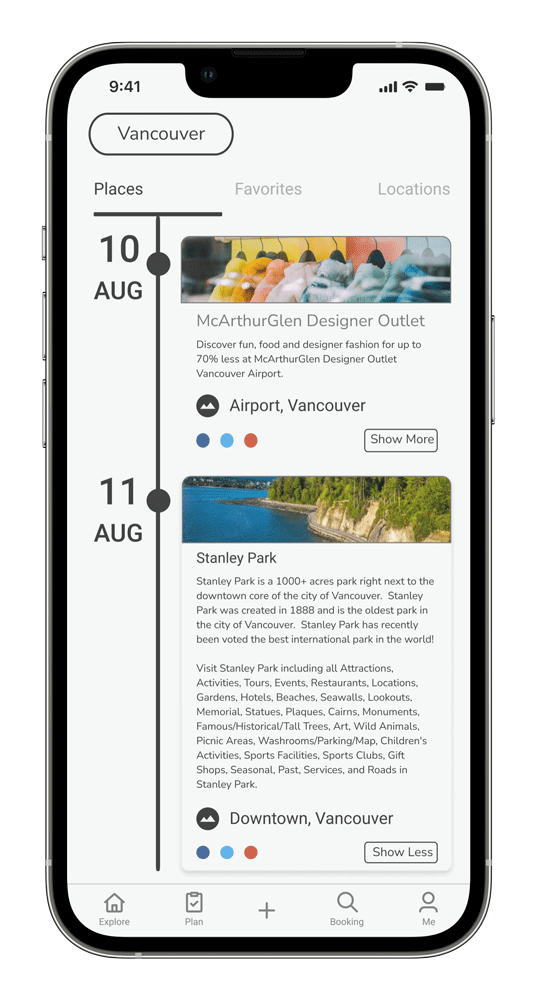 9:41
Vancouver
Places
Favorites
Locations
10
AUG
McArthurGlen Designer Outlet
Discover fun, food and designer fashion for up to
70% less at McArthurGlen Designer Outlet
Vancouver Airport.
Airport, Vancouver
Show More
11
AUG
Stanley Park
Stanley Park is a 1000+ acres park right next to the
downtown core of the city of Vancouver.  Stanley
Park was created in 1888 and is the oldest park in
the city of Vancouver.  Stanley Park has recently
been voted the best international park in the world!
Visit Stanley Park including all Attractions,
Activities, Tours, Events, Restaurants, Locations,
Gardens, Hotels, Beaches, Seawalls, Lookouts,
Memorial, Statues, Plaques, Cairns, Monuments,
Famous/Historical/Tall Trees, Art, Wild Animals,
Picnic Areas, Washrooms/Parking/Map, Children's
Activities, Sports Facilities, Sports Clubs, Gift
Shops, Seasonal, Past, Services, and Roads in
Stanley Park.
Downtown, Vancouver
Show Less
Explore
Plan
Booking
Me